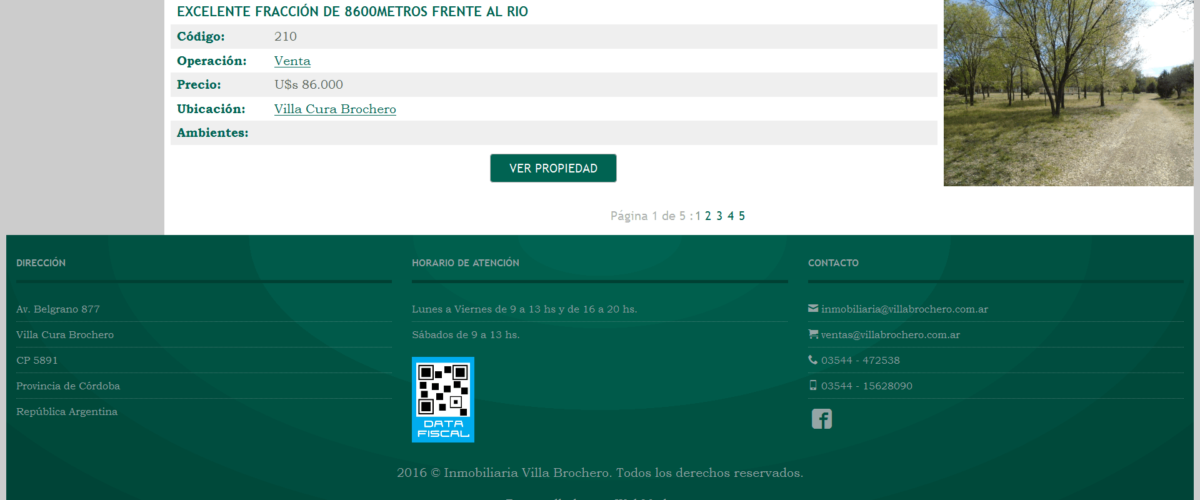 EXCELENTE FRACCIÓN DE 8600METROS FRENTE AL RIO
Código: 210
Operación: Venta
Precio: U$s 86.000
Ubicación: Villa Cura Brochero
Ambientes:
VER PROPIEDAD
Página 1 de 5 :1 2 3 4 5
DIRECCIÓN
Av. Belgrano 877
Villa Cura Brochero
CP 5891
Provincia de Córdoba
República Argentina
HORARIO DE ATENCIÓN
Lunes a Viernes de 9 a 13 hs y de 16 a 20 hs.
Sábados de 9 a 13 hs.
DATA
FISCAL
CONTACTO
inmobiliaria@villabrochero.com.ar
ventas@villabrochero.com.ar
03544 - 472538
03544 - 15628090
2016 © Inmobiliaria Villa Brochero. Todos los derechos reservados.